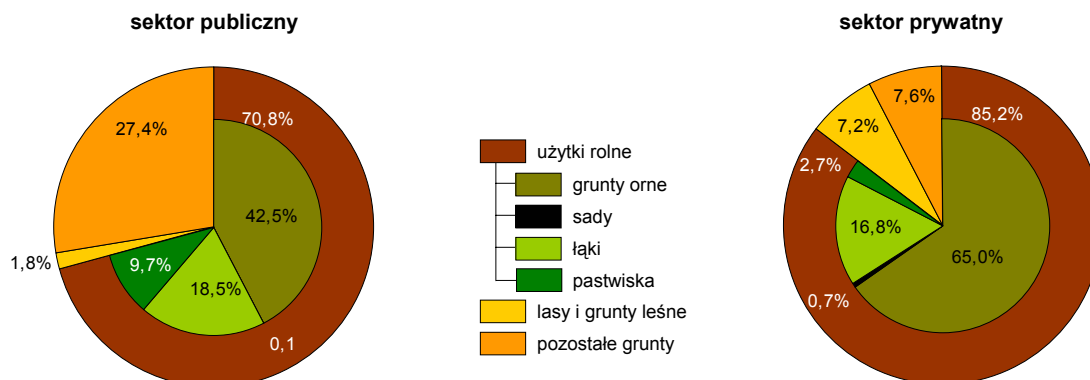 sektor publiczny
27,4%
70,8%
42,5%
1,8%
9,7%
18,5%
0,1
użytki rolne
grunty orne
sady
łąki
pastwiska
lasy i grunty leśne
pozostałe grunty
sektor prywatny
7,6%
7,2%
85,2%
2,7%
16,8%
65,0%
0,7%